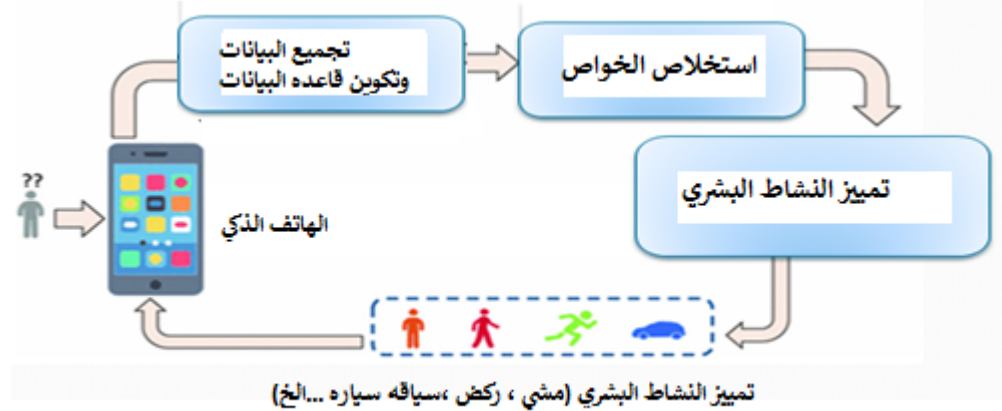 تجميع البيانات
وتكوين قاعده البيانات
استخلاص الخواص
تمييز النشاط البشري
??
الهاتف الذكي
تمييز النشاط البشري (مشي ، ركض ،سياقه سياره ...الخ)